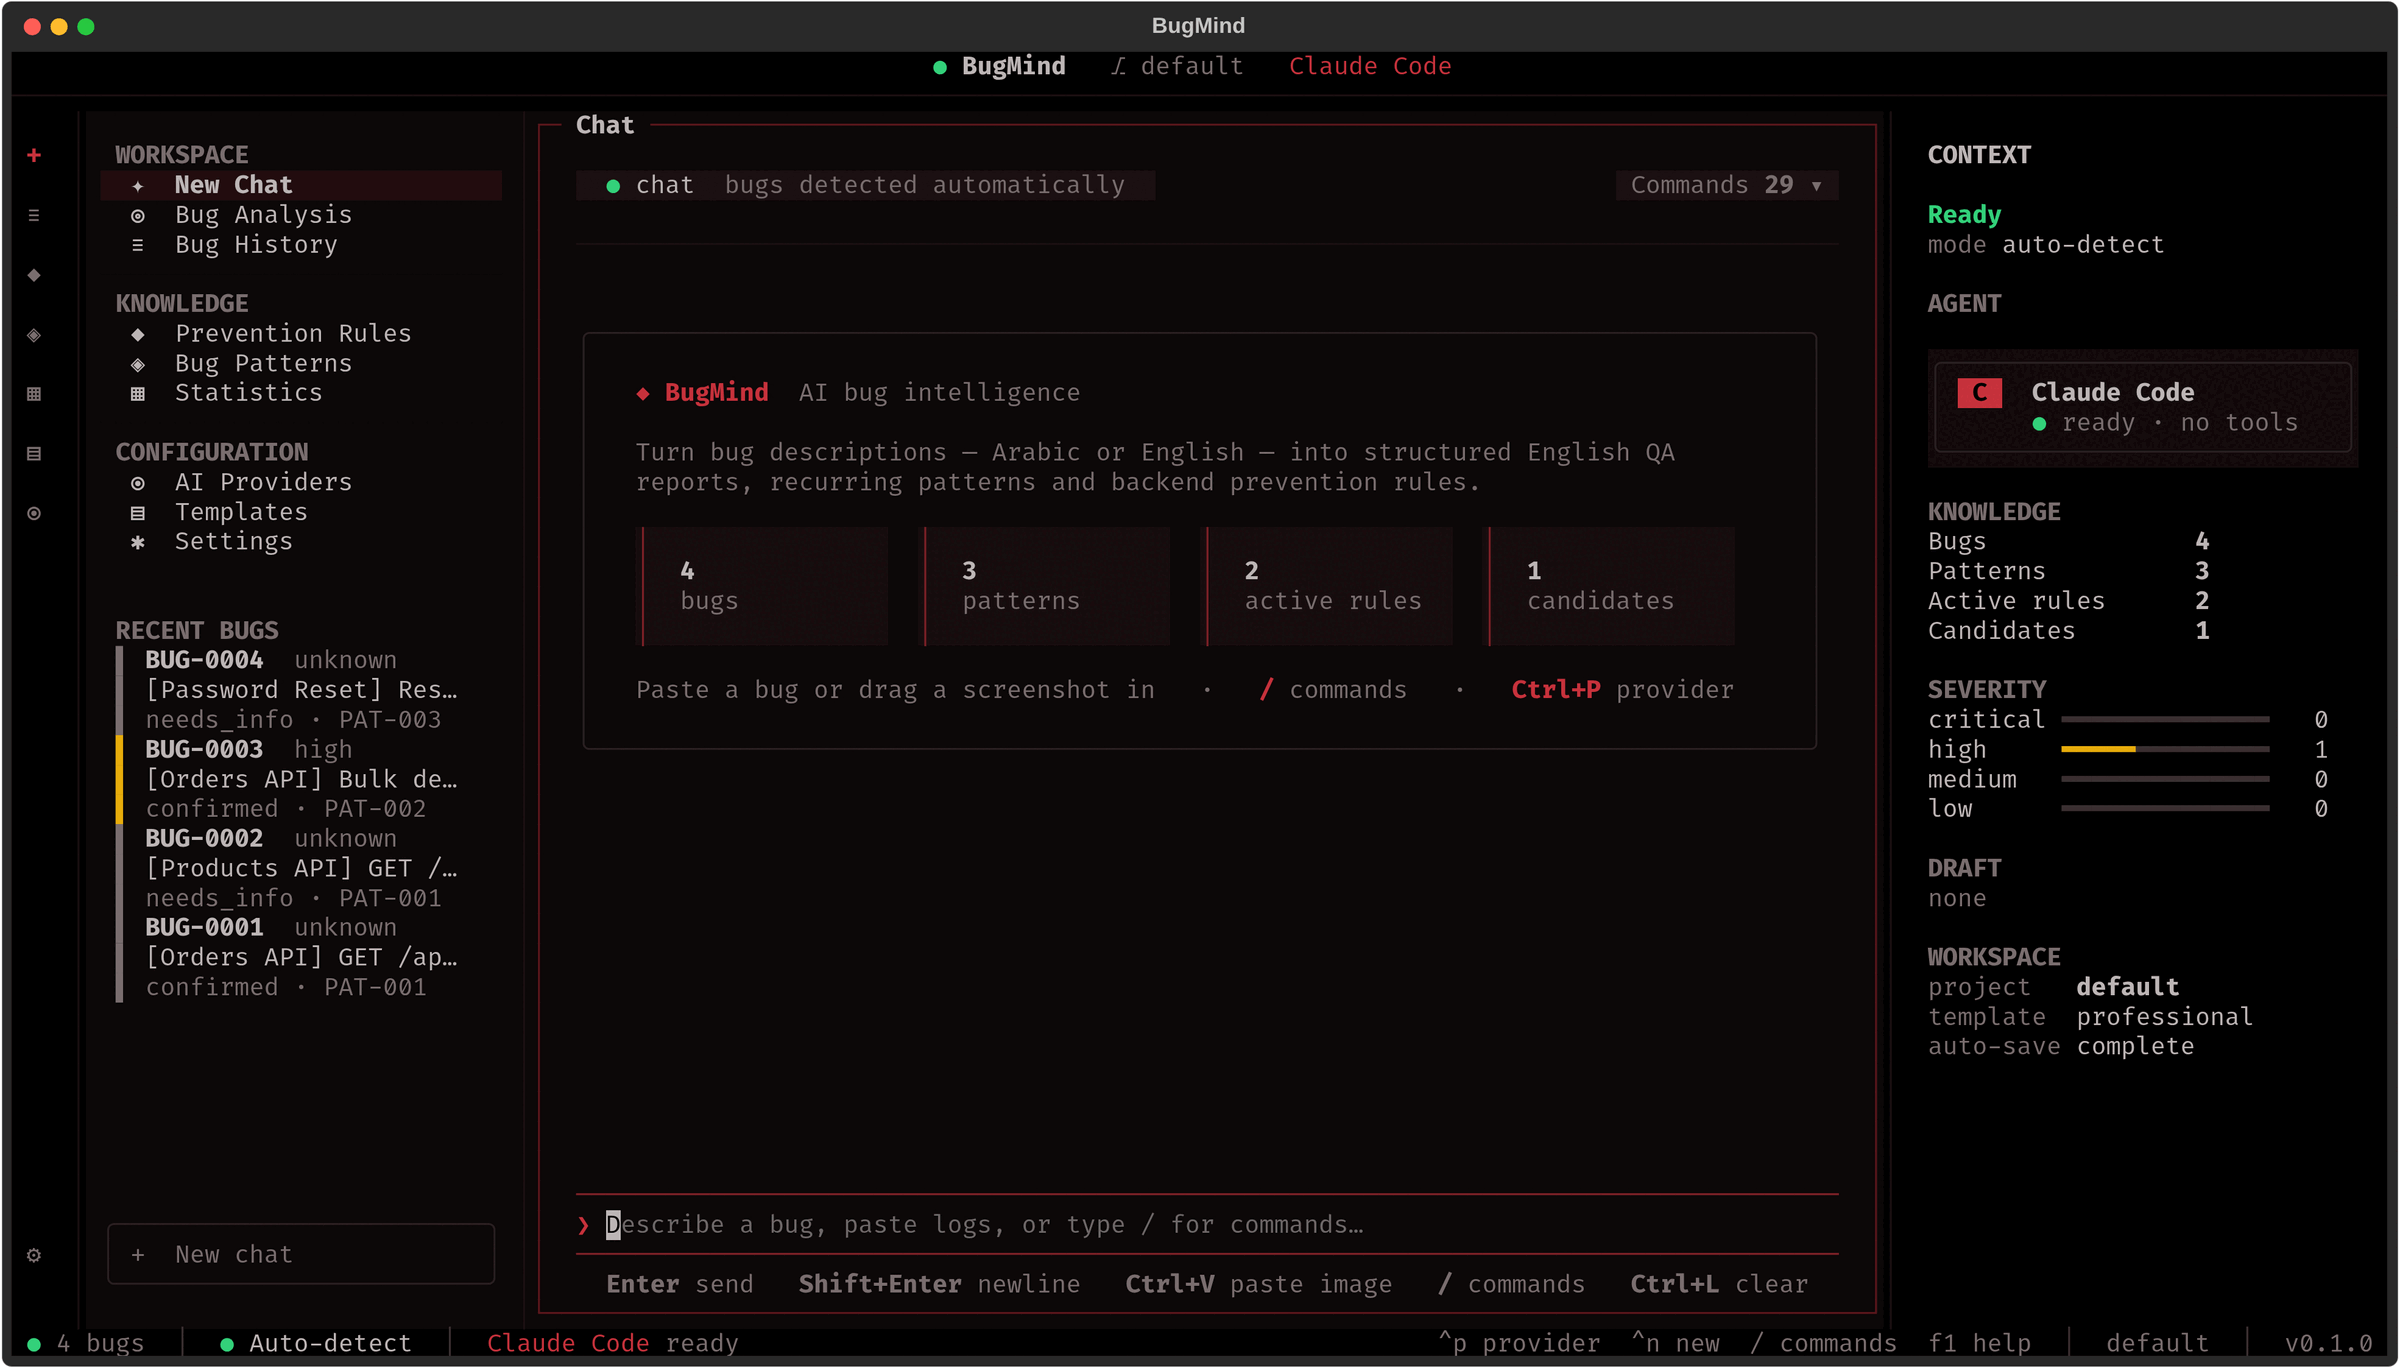 BugMind
● BugMind ⎇ default Claude Code
WORKSPACE
✦ New Chat
◎ Bug Analysis
≡ Bug History
KNOWLEDGE
◆ Prevention Rules
◈ Bug Patterns
▦ Statistics
CONFIGURATION
⊙ AI Providers
⊟ Templates
✱ Settings
RECENT BUGS
BUG-0004 unknown
[Password Reset] Res…
needs_info · PAT-003
BUG-0003 high
[Orders API] Bulk de…
confirmed · PAT-002
BUG-0002 unknown
[Products API] GET /…
needs_info · PAT-001
BUG-0001 unknown
[Orders API] GET /ap…
confirmed · PAT-001
+ New chat
Chat
● chat bugs detected automatically
Commands 29 ▾
◆ BugMind AI bug intelligence
Turn bug descriptions — Arabic or English — into structured English QA
reports, recurring patterns and backend prevention rules.
4
bugs
3
patterns
2
active rules
1
candidates
Paste a bug or drag a screenshot in · / commands · Ctrl+P provider
❯ Describe a bug, paste logs, or type / for commands…
Enter send Shift+Enter newline Ctrl+V paste image / commands Ctrl+L clear
CONTEXT
Ready
mode auto-detect
AGENT
C Claude Code
● ready · no tools
KNOWLEDGE
Bugs 4
Patterns 3
Active rules 2
Candidates 1
SEVERITY
critical 0
high 1
medium 0
low 0
DRAFT
none
WORKSPACE
project default
template professional
auto-save complete
● 4 bugs │ ● Auto-detect │ Claude Code ready
^p provider ^n new / commands f1 help │ default │ v0.1.0